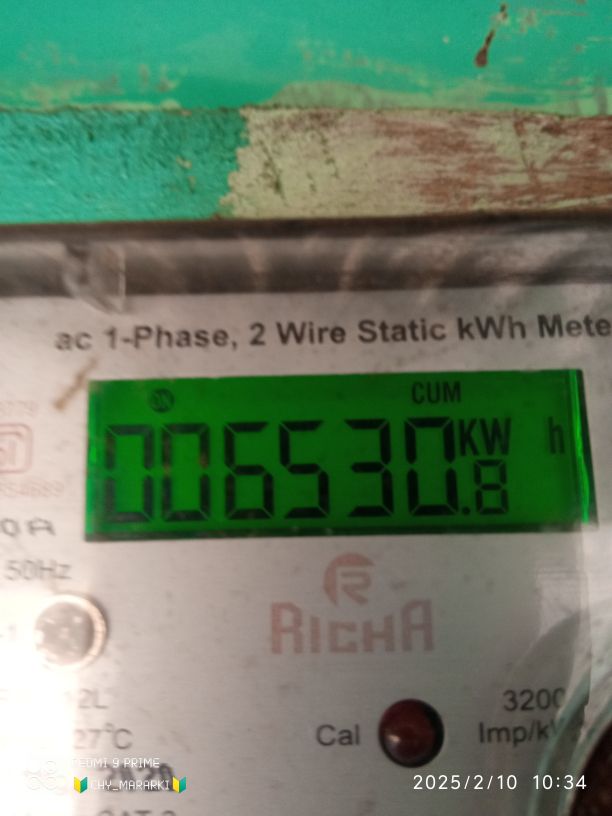 ac 1-Phase, 2 Wire Static kWh Mete
CUM
006530.8 KW h
50Hz
RICHA
27°C
Cal
3200
Imp/k
REDMI 9 PRIME
CHY_MARARKI
2025/2/10 10:34